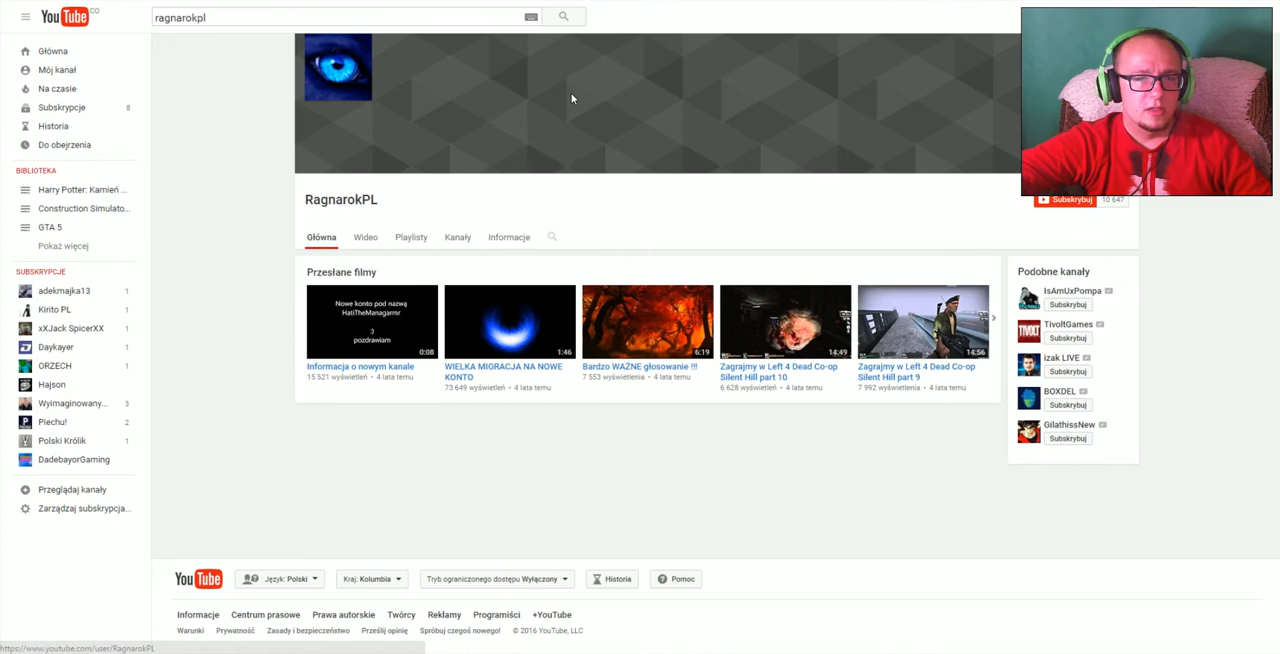 YouTube CO
ragnarokpl
Główna
Mój kanał
Na czasie
Subskrypcje 8
Historia
Do obejrzenia
BIBLIOTEKA
Harry Potter: Kamień ...
Construction Simulato...
GTA 5
Pokaż więcej
SUBSKRYPCJE
adekmajka13 1
Kirito PL 1
xXJack SpicerXX 1
Daykayer 1
ORZECH 1
Hajson
Wyimaginowany... 3
Piechu! 2
Polski Królik 1
DadebayorGaming
Przeglądaj kanały
Zarządzaj subskrypcja...
RagnarokPL
Subskrybuj 10 647
Główna Wideo Playlisty Kanały Informacje
Przesłane filmy
Nowe konto pod nazwą
HatiTheManagarmr
:)
pozdrawiam
0:08
1:46
6:19
14:49
14:56
Informacja o nowym kanale
15 521 wyświetleń • 4 lata temu
WIELKA MIGRACJA NA NOWE
KONTO
73 649 wyświetleń • 4 lata temu
Bardzo WAŻNE głosowanie !!!
7 553 wyświetlenia • 4 lata temu
Zagrajmy w Left 4 Dead Co-op
Silent Hill part 10
6 628 wyświetleń • 4 lata temu
Zagrajmy w Left 4 Dead Co-op
Silent Hill part 9
7 992 wyświetlenia • 4 lata temu
Podobne kanały
IsAmUxPompa
Subskrybuj
TIVOLT
TivoltGames
Subskrybuj
izak LIVE
Subskrybuj
BOXDEL
Subskrybuj
GilathissNew
Subskrybuj
YouTube
Język: Polski
Kraj: Kolumbia
Tryb ograniczonego dostępu Wyłączony
Historia
Pomoc
Informacje Centrum prasowe Prawa autorskie Twórcy Reklamy Programiści +YouTube
Warunki Prywatność Zasady i bezpieczeństwo Prześlij opinię Spróbuj czegoś nowego! © 2016 YouTube, LLC
https://www.youtube.com/user/RagnarokPL